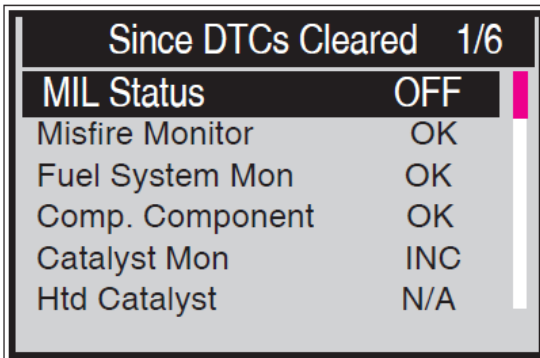 Since DTCs Cleared 1/6
MIL Status OFF
Misfire Monitor OK
Fuel System Mon OK
Comp. Component OK
Catalyst Mon INC
Htd Catalyst N/A